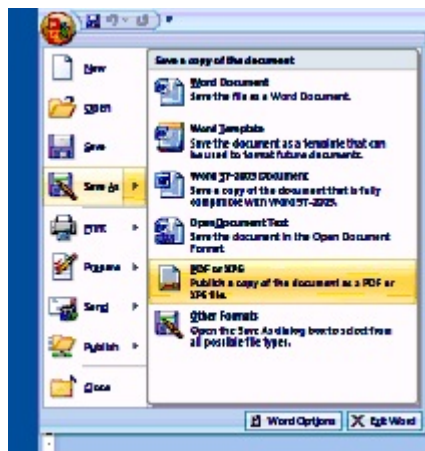 New
Open
Save
Save As
Print
Prepare
Send
Publish
Close
Save a copy of the document
Word Document
Save the file as a Word Document.
Word Template
Save the document as a template that can
be used to format future documents.
Word 97-2003 Document
Save a copy of the document that is fully
compatible with Word 97-2003.
OpenDocument Text
Save the document in the Open Document
Format.
PDF or XPS
Publish a copy of the document as a PDF or
XPS file.
Other Formats
Open the Save As dialog box to select from
all possible file types.
Word Options
Exit Word